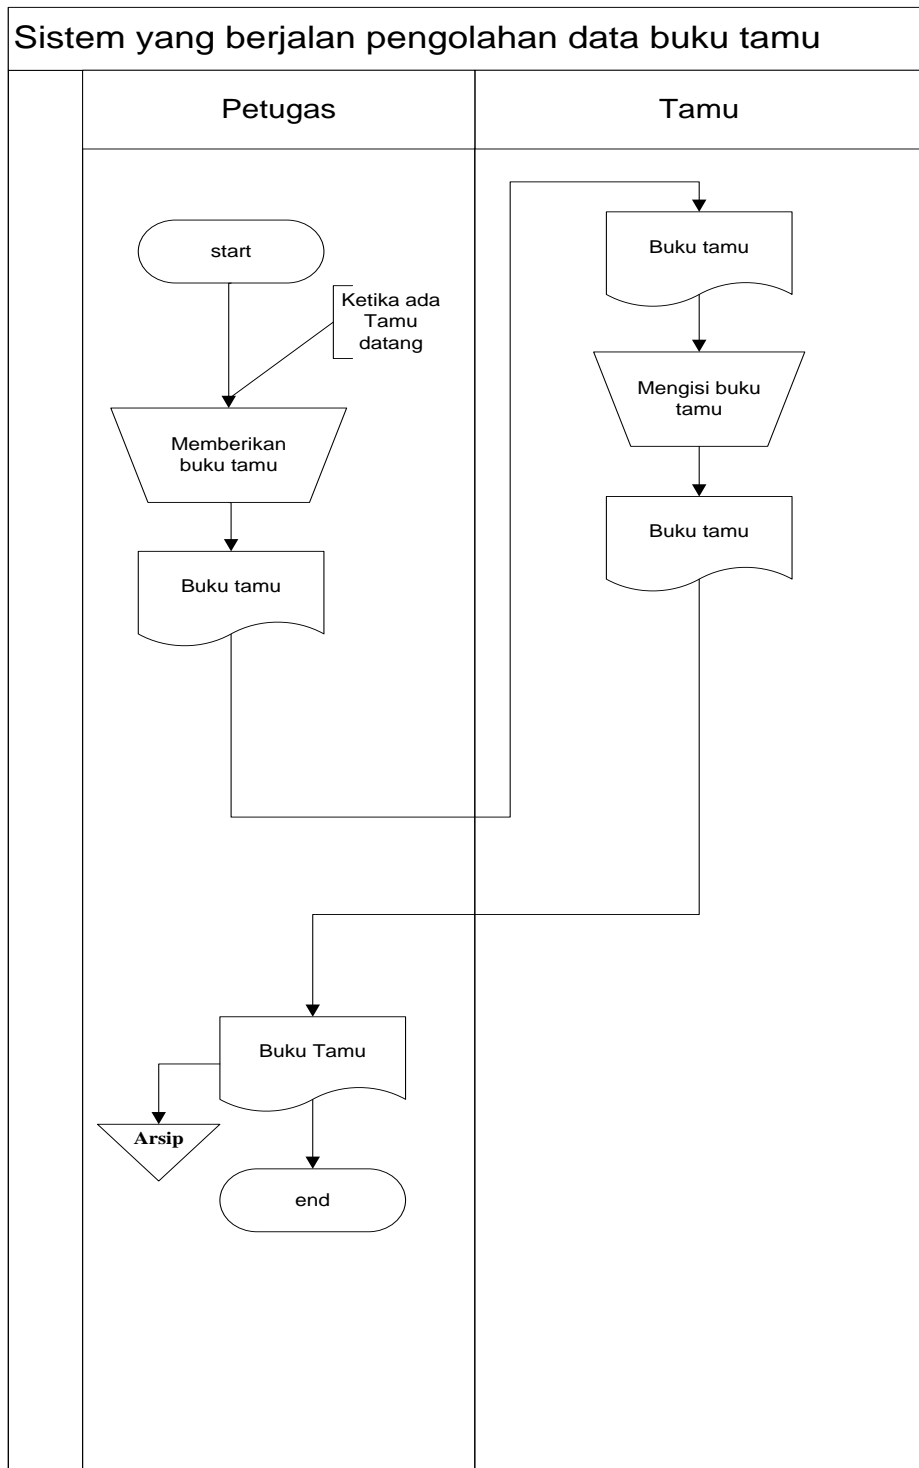 Sistem yang berjalan pengolahan data buku tamu
Petugas
Tamu
start
Ketika ada
Tamu
datang
Memberikan
buku tamu
Buku tamu
Buku tamu
Mengisi buku
tamu
Buku tamu
Buku Tamu
Arsip
end